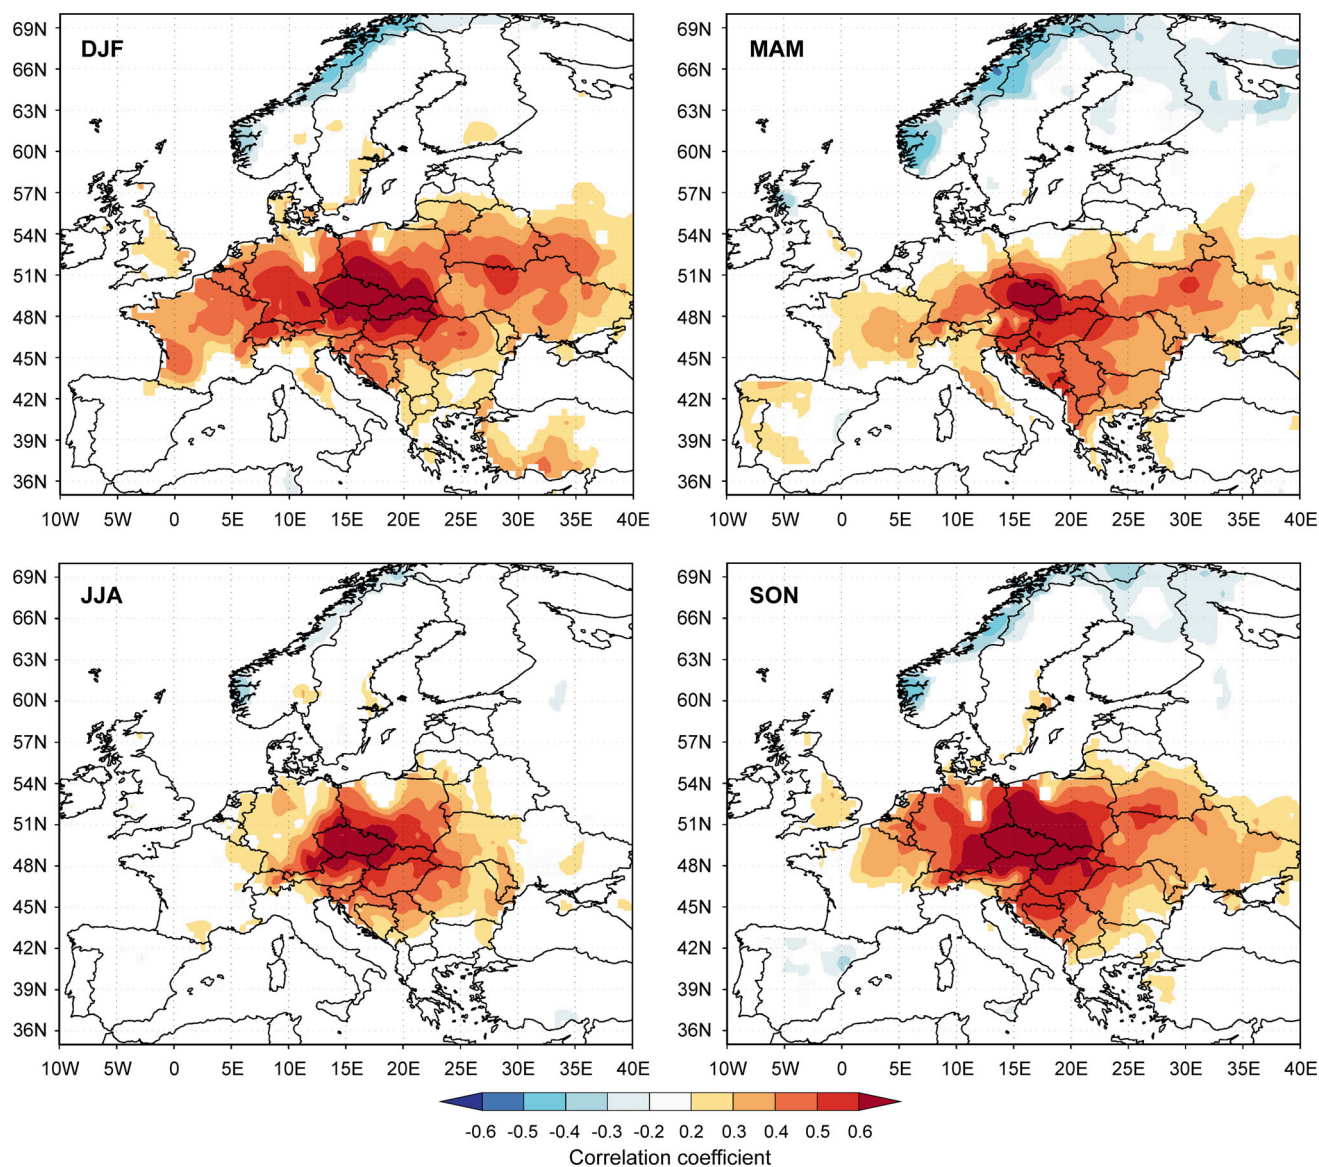 DJF
69N
66N
63N
60N
57N
54N
51N
48N
45N
42N
39N
36N
10W 5W 0 5E 10E 15E 20E 25E 30E 35E 40E
MAM
69N
66N
63N
60N
57N
54N
51N
48N
45N
42N
39N
36N
10W 5W 0 5E 10E 15E 20E 25E 30E 35E 40E
JJA
69N
66N
63N
60N
57N
54N
51N
48N
45N
42N
39N
36N
10W 5W 0 5E 10E 15E 20E 25E 30E 35E 40E
SON
69N
66N
63N
60N
57N
54N
51N
48N
45N
42N
39N
36N
10W 5W 0 5E 10E 15E 20E 25E 30E 35E 40E
-0.6 -0.5 -0.4 -0.3 -0.2 0.2 0.3 0.4 0.5 0.6
Correlation coefficient